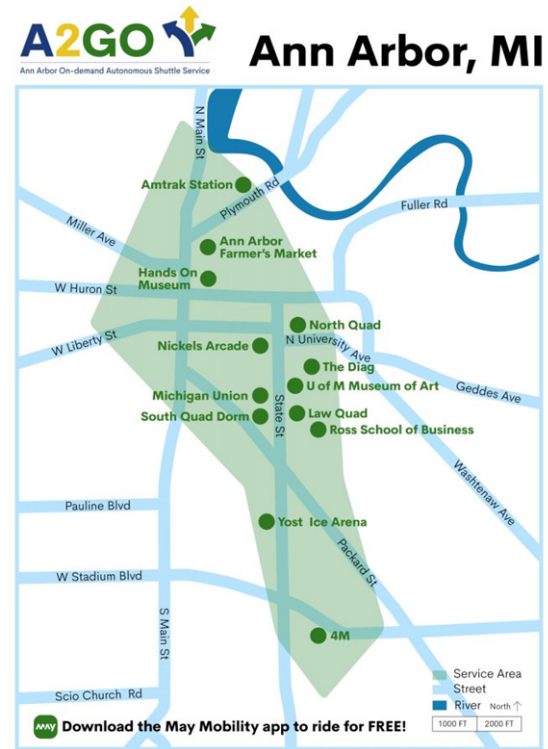 A2GO
Ann Arbor On-demand Autonomous Shuttle Service
Ann Arbor, MI
N Main St
Amtrak Station
Plymouth Rd
Fuller Rd
Miller Ave
Ann Arbor
Farmer's Market
Hands On
Museum
W Huron St
North Quad
W Liberty St
Nickels Arcade
N University Ave
The Diag
U of M Museum of Art
Geddes Ave
Michigan Union
State St
South Quad Dorm
Law Quad
Ross School of Business
Washtenaw Ave
Pauline Blvd
Yost Ice Arena
Packard St
W Stadium Blvd
S Main St
4M
Scio Church Rd
Service Area
Street
River
North ↑
1000 FT
2000 FT
MAY
Download the May Mobility app to ride for FREE!